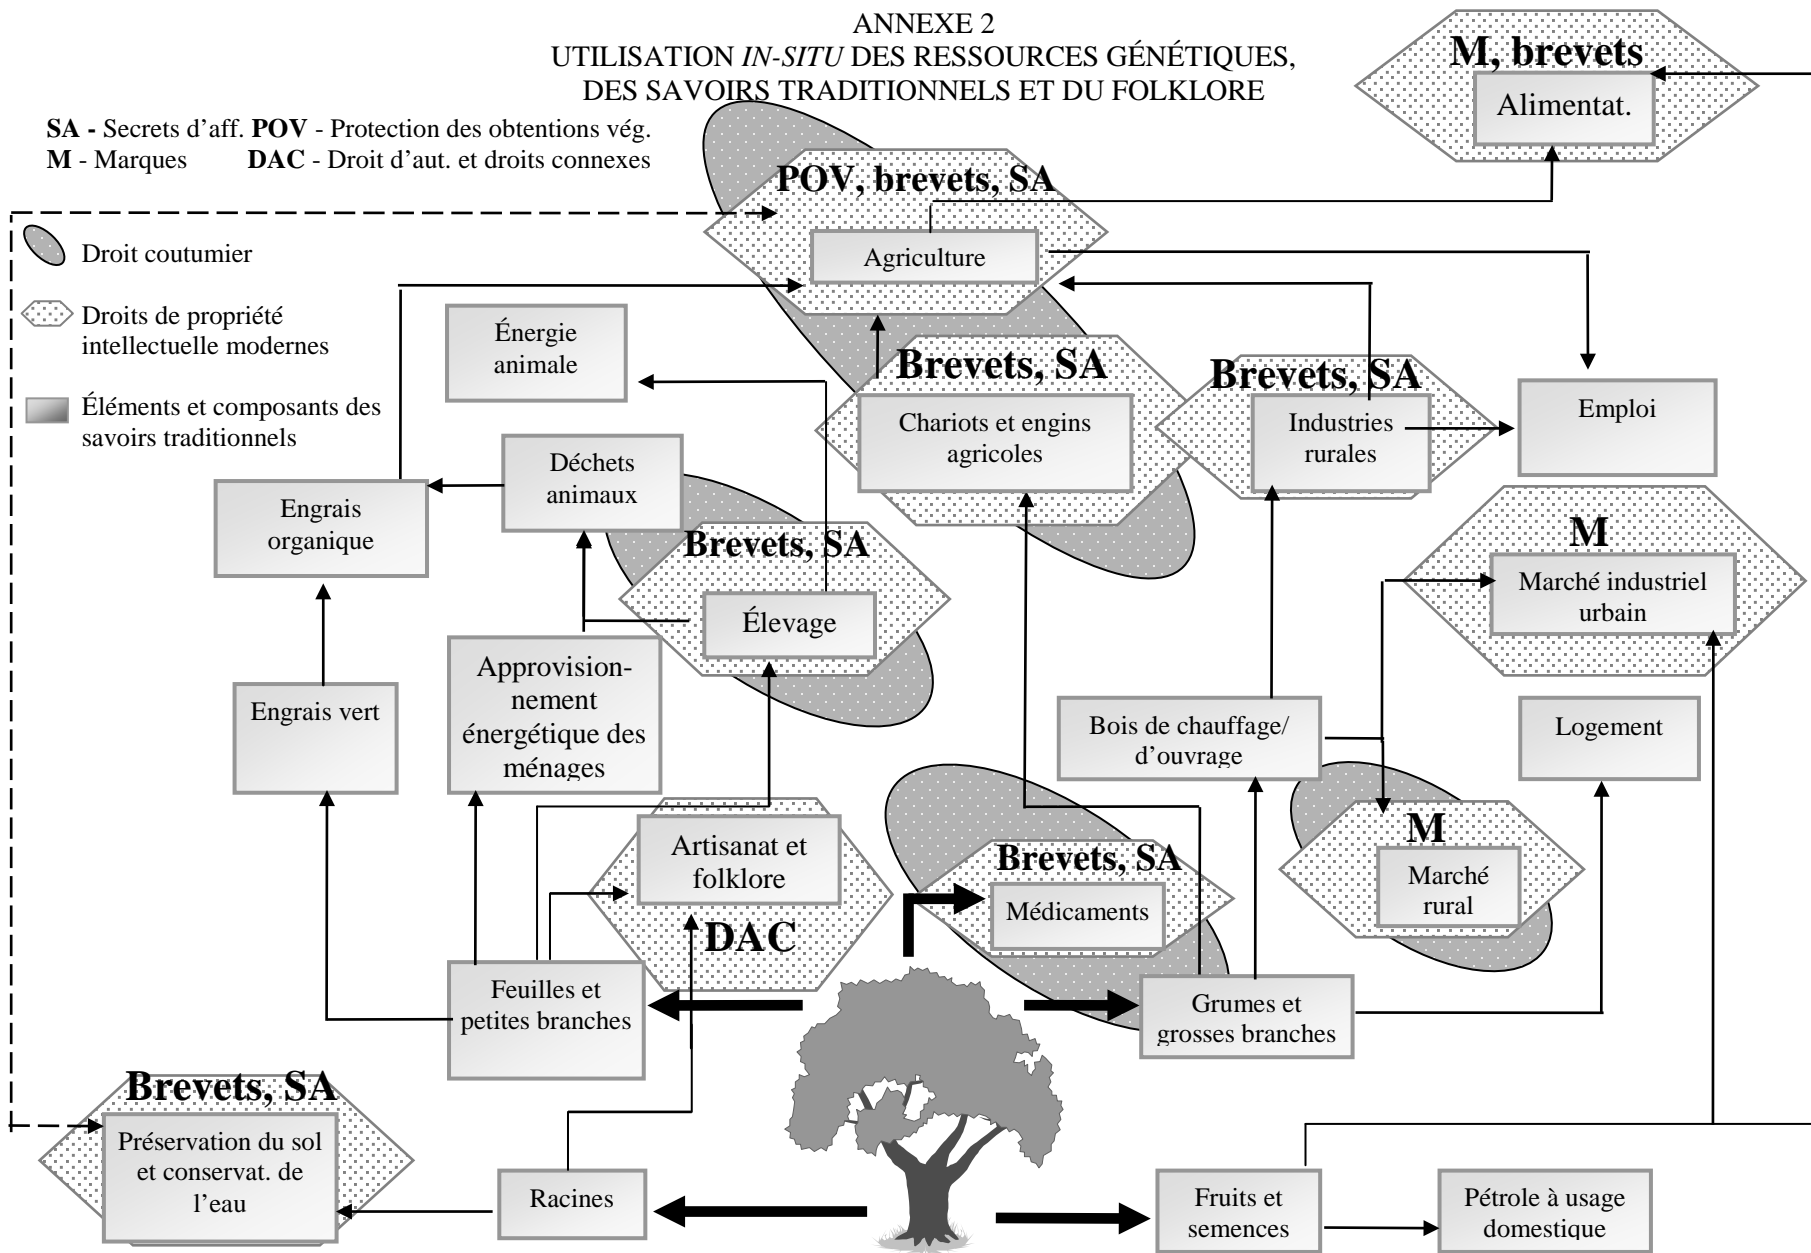 ANNEXE 2
UTILISATION IN-SITU DES RESSOURCES GÉNÉTIQUES,
DES SAVOIRS TRADITIONNELS ET DU FOLKLORE
SA - Secrets d'aff. POV - Protection des obtentions vég.
M - Marques DAC - Droit d'aut. et droits connexes
M, brevets
Alimentat.
POV, brevets, SA
Agriculture
Droit coutumier
Droits de propriété
intellectuelle modernes
Éléments et composants des
savoirs traditionnels
Énergie
animale
Brevets, SA
Chariots et engins
agricoles
Brevets, SA
Industries
rurales
Emploi
Déchets
animaux
Engrais
organique
Brevets, SA
Élevage
M
Marché industriel
urbain
Engrais vert
Approvision-
nement
énergétique des
ménages
Bois de chauffage/
d'ouvrage
Logement
Artisanat et
folklore
DAC
Brevets, SA
Médicaments
M
Marché
rural
Feuilles et
petites branches
Grumes et
grosses branches
Brevets, SA
Préservation du sol
et conservat. de
l'eau
Racines
Fruits et
semences
Pétrole à usage
domestique